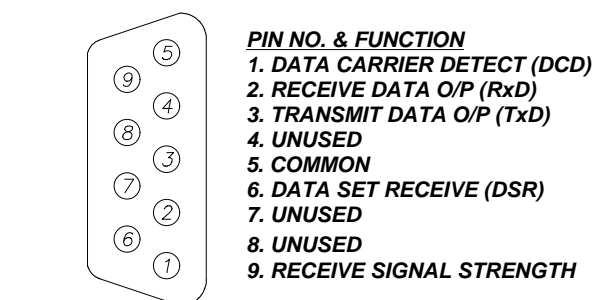 PIN NO. & FUNCTION
1. DATA CARRIER DETECT (DCD)
2. RECEIVE DATA O/P (RxD)
3. TRANSMIT DATA O/P (TxD)
4. UNUSED
5. COMMON
6. DATA SET RECEIVE (DSR)
7. UNUSED
8. UNUSED
9. RECEIVE SIGNAL STRENGTH
5
9
4
8
3
7
2
6
1